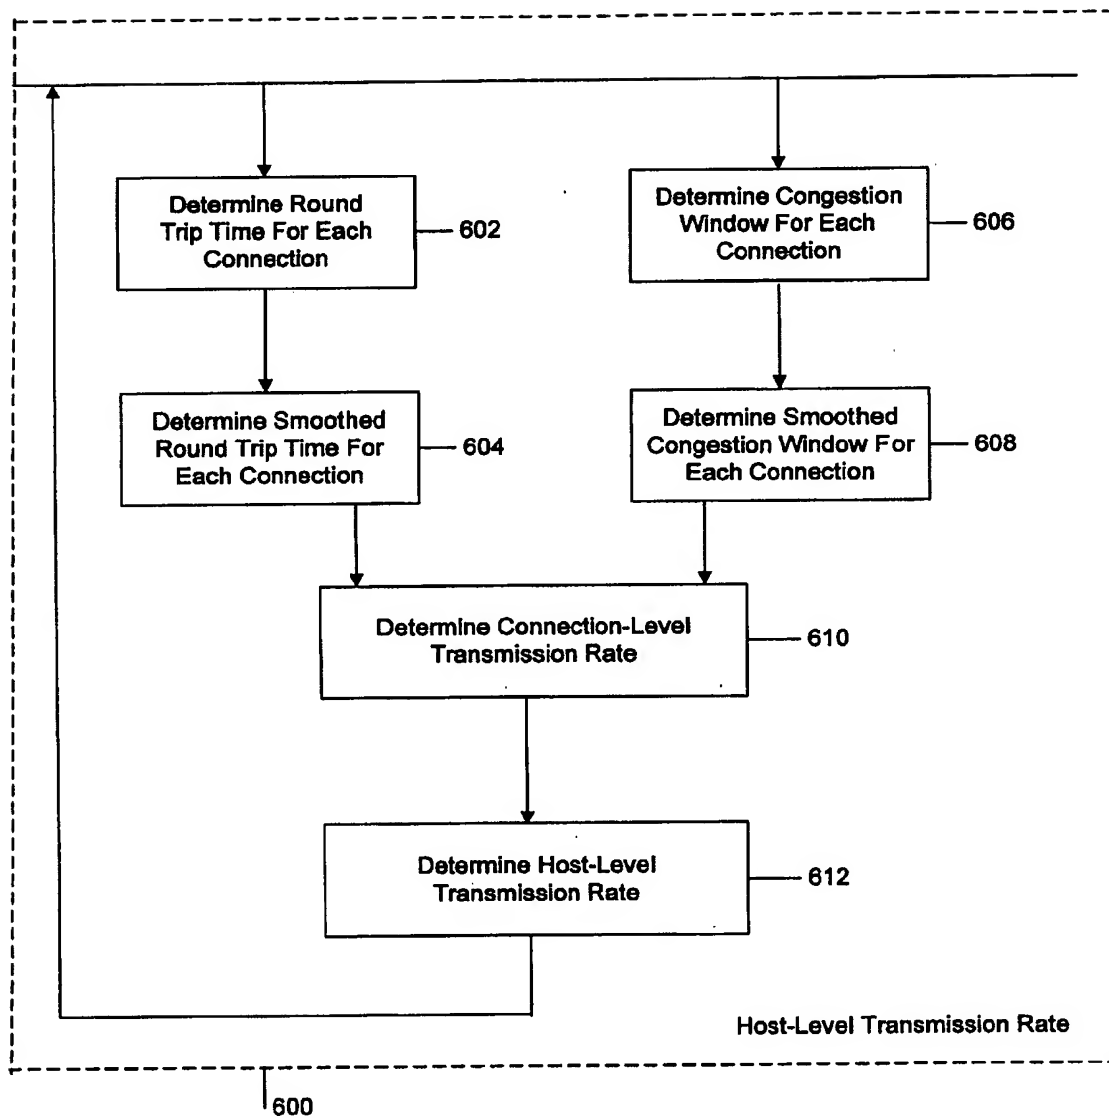 Determine Round
Trip Time For Each
Connection
602
Determine Congestion
Window For Each
Connection
606
Determine Smoothed
Round Trip Time For
Each Connection
604
Determine Smoothed
Congestion Window For
Each Connection
608
Determine Connection-Level
Transmission Rate
610
Determine Host-Level
Transmission Rate
612
Host-Level Transmission Rate
600